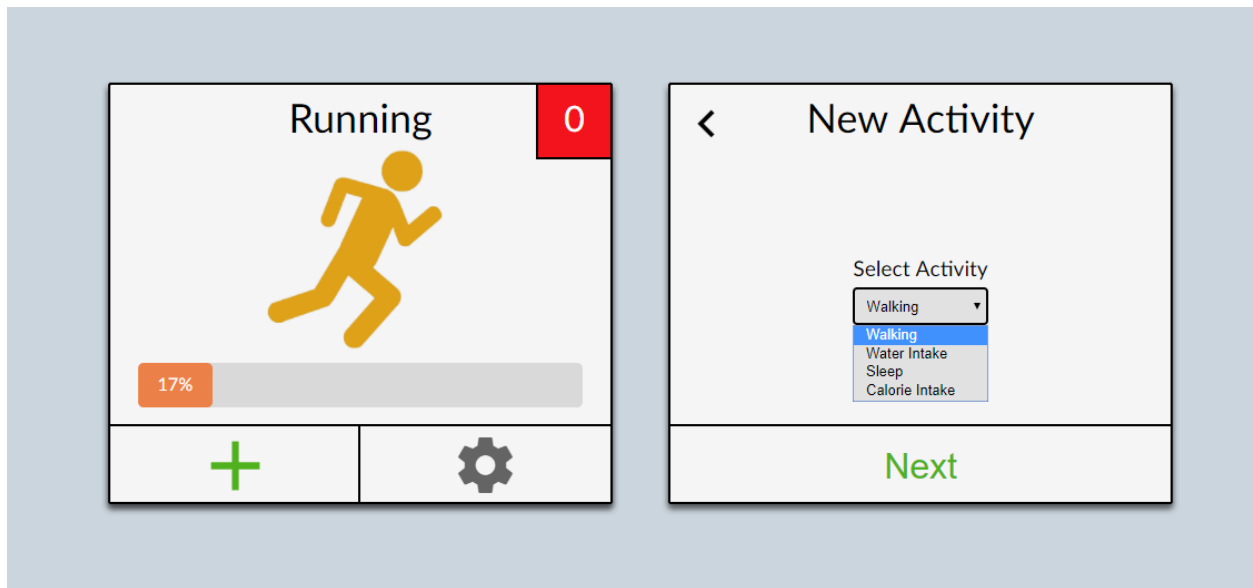 Running
0
17%
New Activity
Select Activity
Walking
Walking
Water Intake
Sleep
Calorie Intake
Next